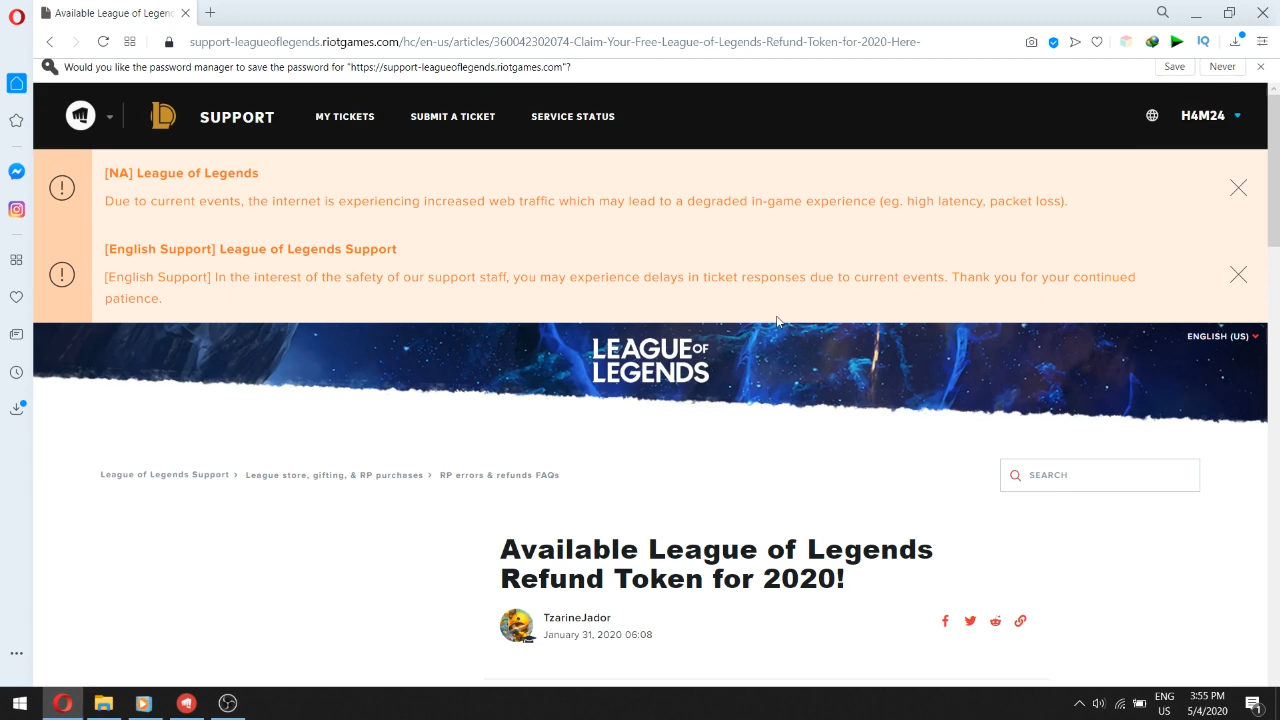 Available League of Legen
support-leagueoflegends.riotgames.com/hc/en-us/articles/360042302074-Claim-Your-Free-League-of-Legends-Refund-Token-for-2020-Here-
IQ
Would you like the password manager to save the password for "https://support-leagueoflegends.riotgames.com"?
Save
Never
SUPPORT
MY TICKETS
SUBMIT A TICKET
SERVICE STATUS
H4M24
[NA] League of Legends
Due to current events, the internet is experiencing increased web traffic which may lead to a degraded in-game experience (eg. high latency, packet loss).
[English Support] League of Legends Support
[English Support] In the interest of the safety of our support staff, you may experience delays in ticket responses due to current events. Thank you for your continued
patience.
ENGLISH (US)
LEAGUE OF
LEGENDS
League of Legends Support › League store, gifting, & RP purchases › RP errors & refunds FAQs
SEARCH
Available League of Legends
Refund Token for 2020!
TzarineJador
January 31, 2020 06:08
ENG
US
3:55 PM
5/4/2020
1